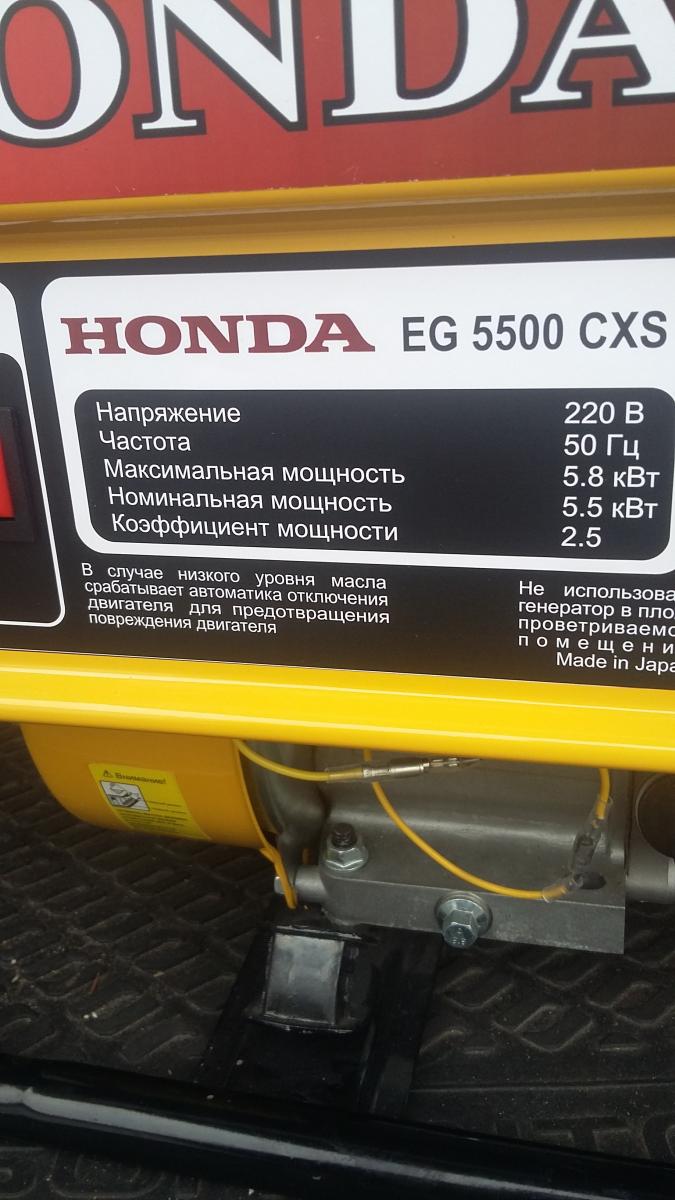 ONDA
HONDA EG 5500 CXS
Напряжение 220 В
Частота 50 Гц
Максимальная мощность 5.8 кВт
Номинальная мощность 5.5 кВт
Коэффициент мощности 2.5
В случае низкого уровня масла
срабатывает автоматика отключения
двигателя для предотвращения
повреждения двигателя
Не использова
генератор в пло
проветриваемо
помещени
Made in Japa
Внимание!